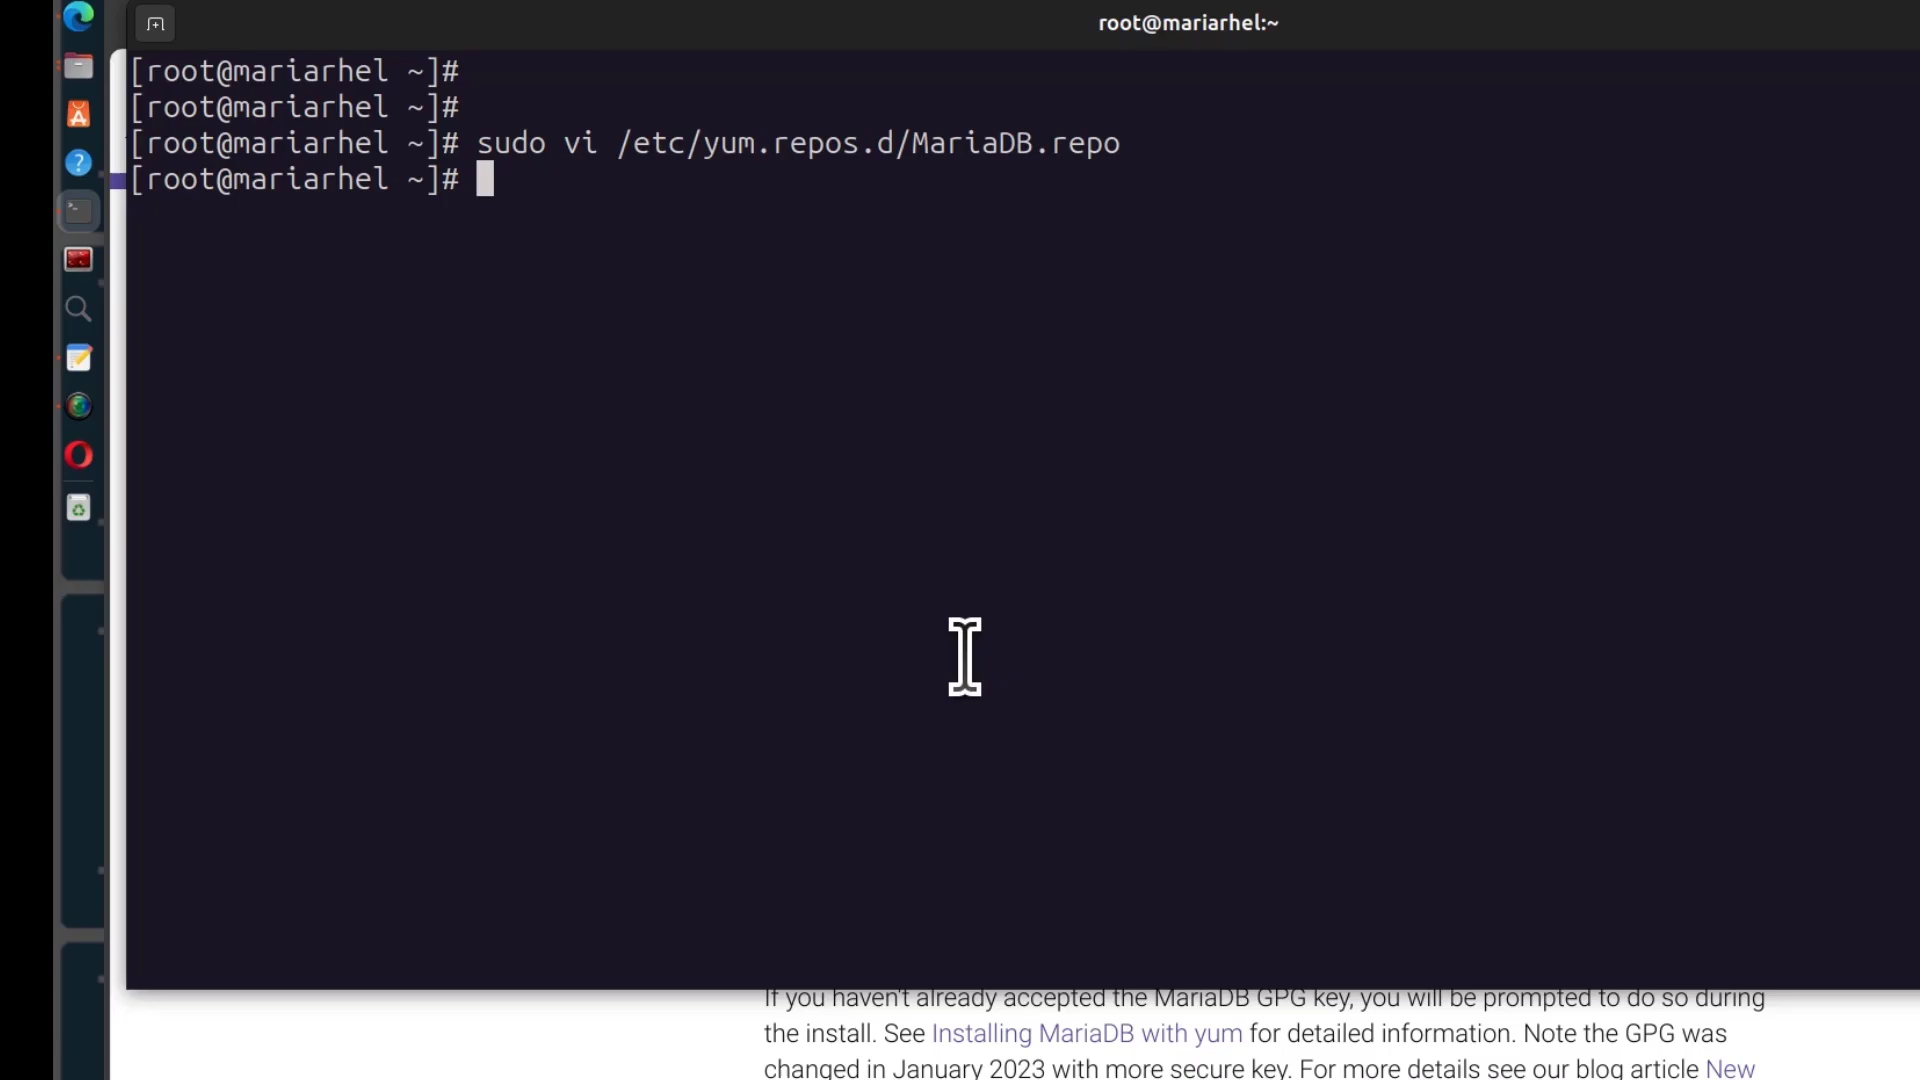 root@mariarhel:~
[root@mariarhel ~]#
[root@mariarhel ~]#
[root@mariarhel ~]# sudo vi /etc/yum.repos.d/MariaDB.repo
[root@mariarhel ~]#
If you haven't already accepted the MariaDB GPG key, you will be prompted to do so during
the install. See Installing MariaDB with yum for detailed information. Note the GPG was
changed in January 2023 with more secure key. For more details see our blog article New